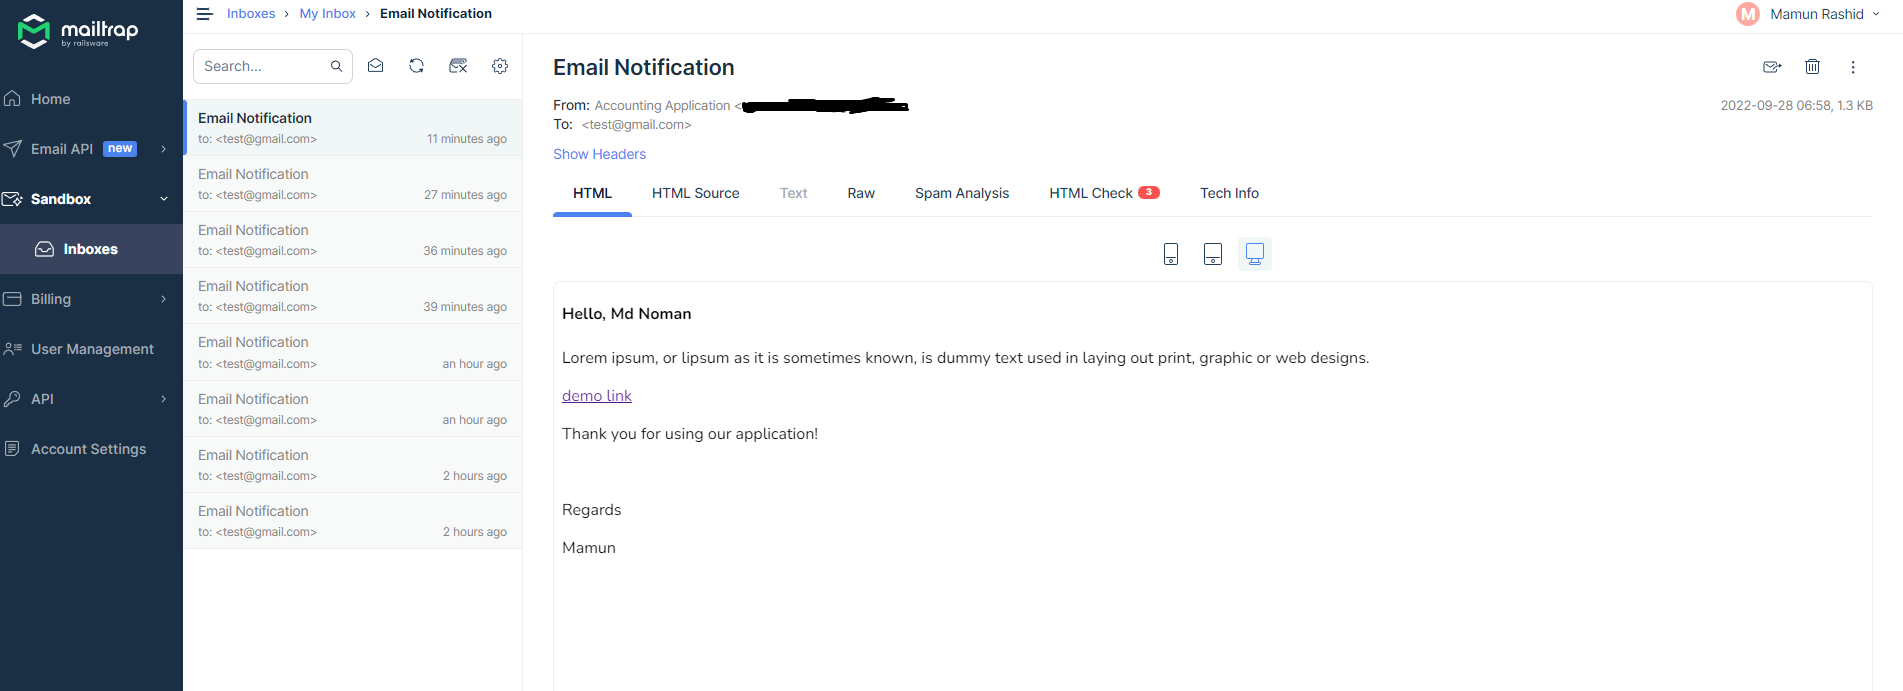 mailtrap
by railsware
Home
Email API new
Sandbox
Inboxes
Billing
User Management
API
Account Settings
Inboxes › My Inbox › Email Notification
Mamun Rashid
M
Search...
Email Notification
to: <test@gmail.com> 11 minutes ago
Email Notification
to: <test@gmail.com> 27 minutes ago
Email Notification
to: <test@gmail.com> 36 minutes ago
Email Notification
to: <test@gmail.com> 39 minutes ago
Email Notification
to: <test@gmail.com> an hour ago
Email Notification
to: <test@gmail.com> an hour ago
Email Notification
to: <test@gmail.com> 2 hours ago
Email Notification
to: <test@gmail.com> 2 hours ago
Email Notification
From: Accounting Application <
2022-09-28 06:58, 1.3 KB
To: <test@gmail.com>
Show Headers
HTML HTML Source Text Raw Spam Analysis HTML Check 3 Tech Info
Hello, Md Noman
Lorem ipsum, or lipsum as it is sometimes known, is dummy text used in laying out print, graphic or web designs.
demo link
Thank you for using our application!
Regards
Mamun